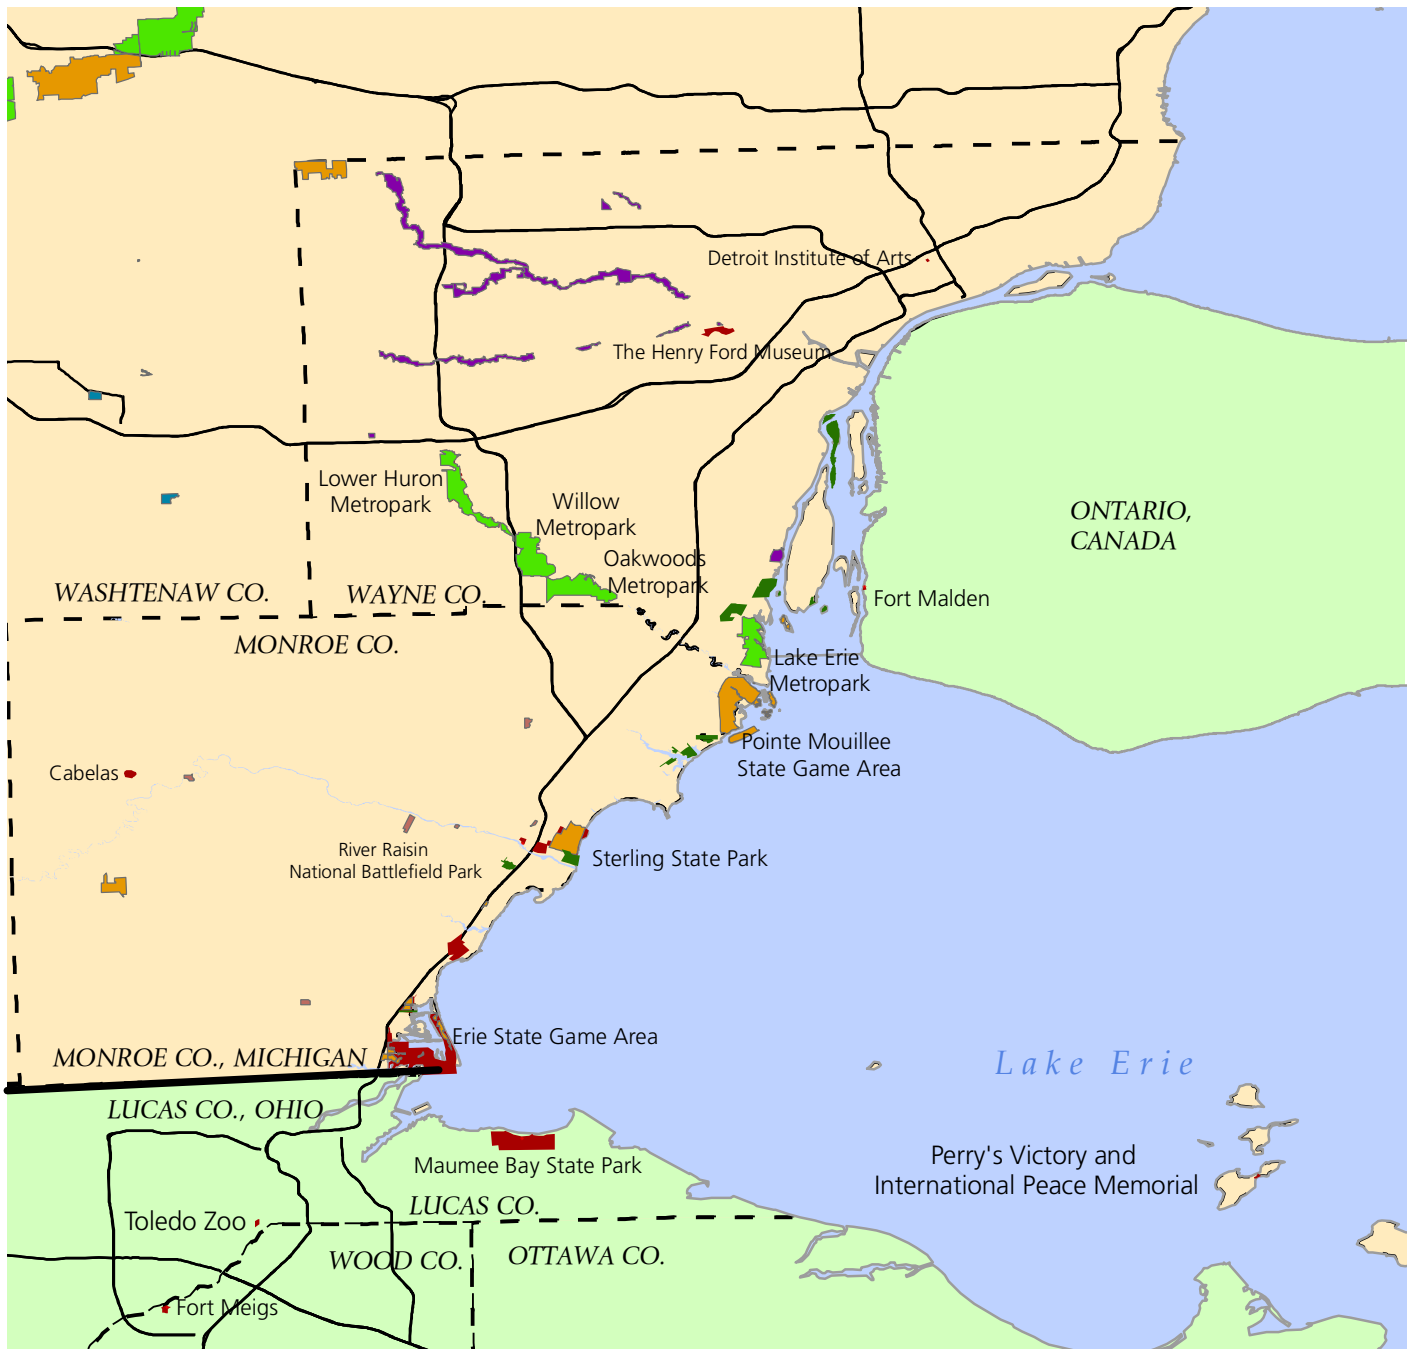 Detroit Institute of Arts
The Henry Ford Museum
Lower Huron
Metropark
Willow
Metropark
Oakwoods
Metropark
ONTARIO,
CANADA
WASHTENAW CO.
WAYNE CO.
Fort Malden
MONROE CO.
Lake Erie
Metropark
Pointe Mouillee
State Game Area
Cabelas
River Raisin
National Battlefield Park
Sterling State Park
Erie State Game Area
MONROE CO., MICHIGAN
Lake Erie
LUCAS CO., OHIO
Maumee Bay State Park
Perry's Victory and
International Peace Memorial
LUCAS CO.
Toledo Zoo
WOOD CO.
OTTAWA CO.
Fort Meigs